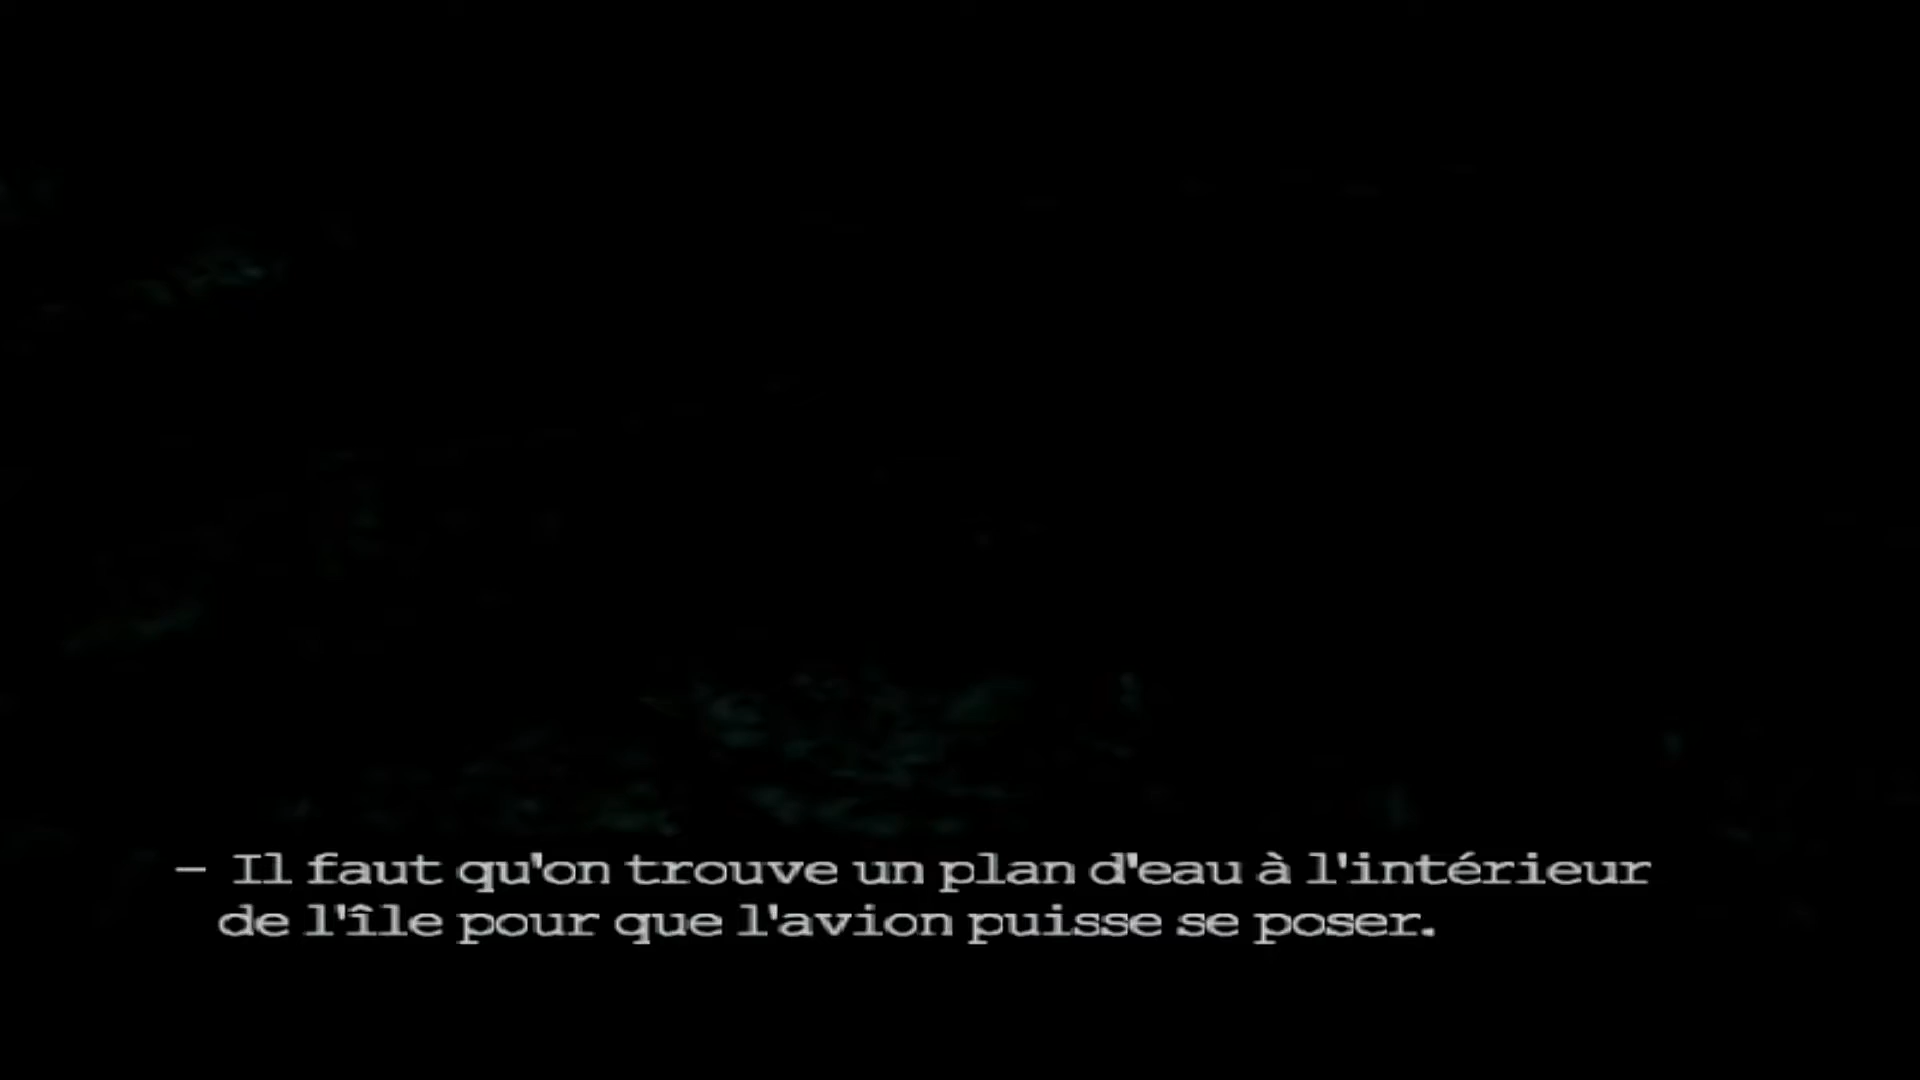 - Il faut qu'on trouve un plan d'eau à l'intérieur
de l'île pour que l'avion puisse se poser.